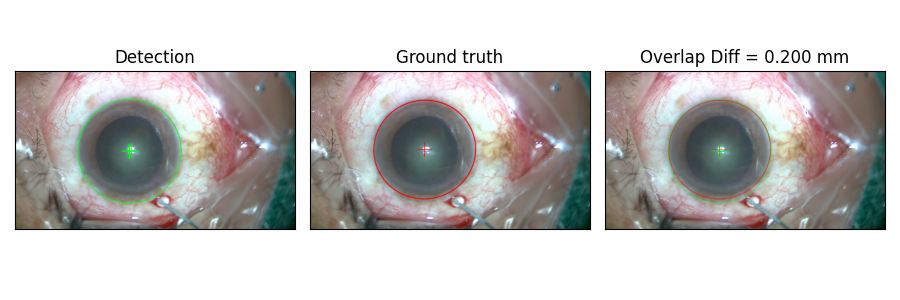 Detection
Ground truth
Overlap Diff = 0.200 mm